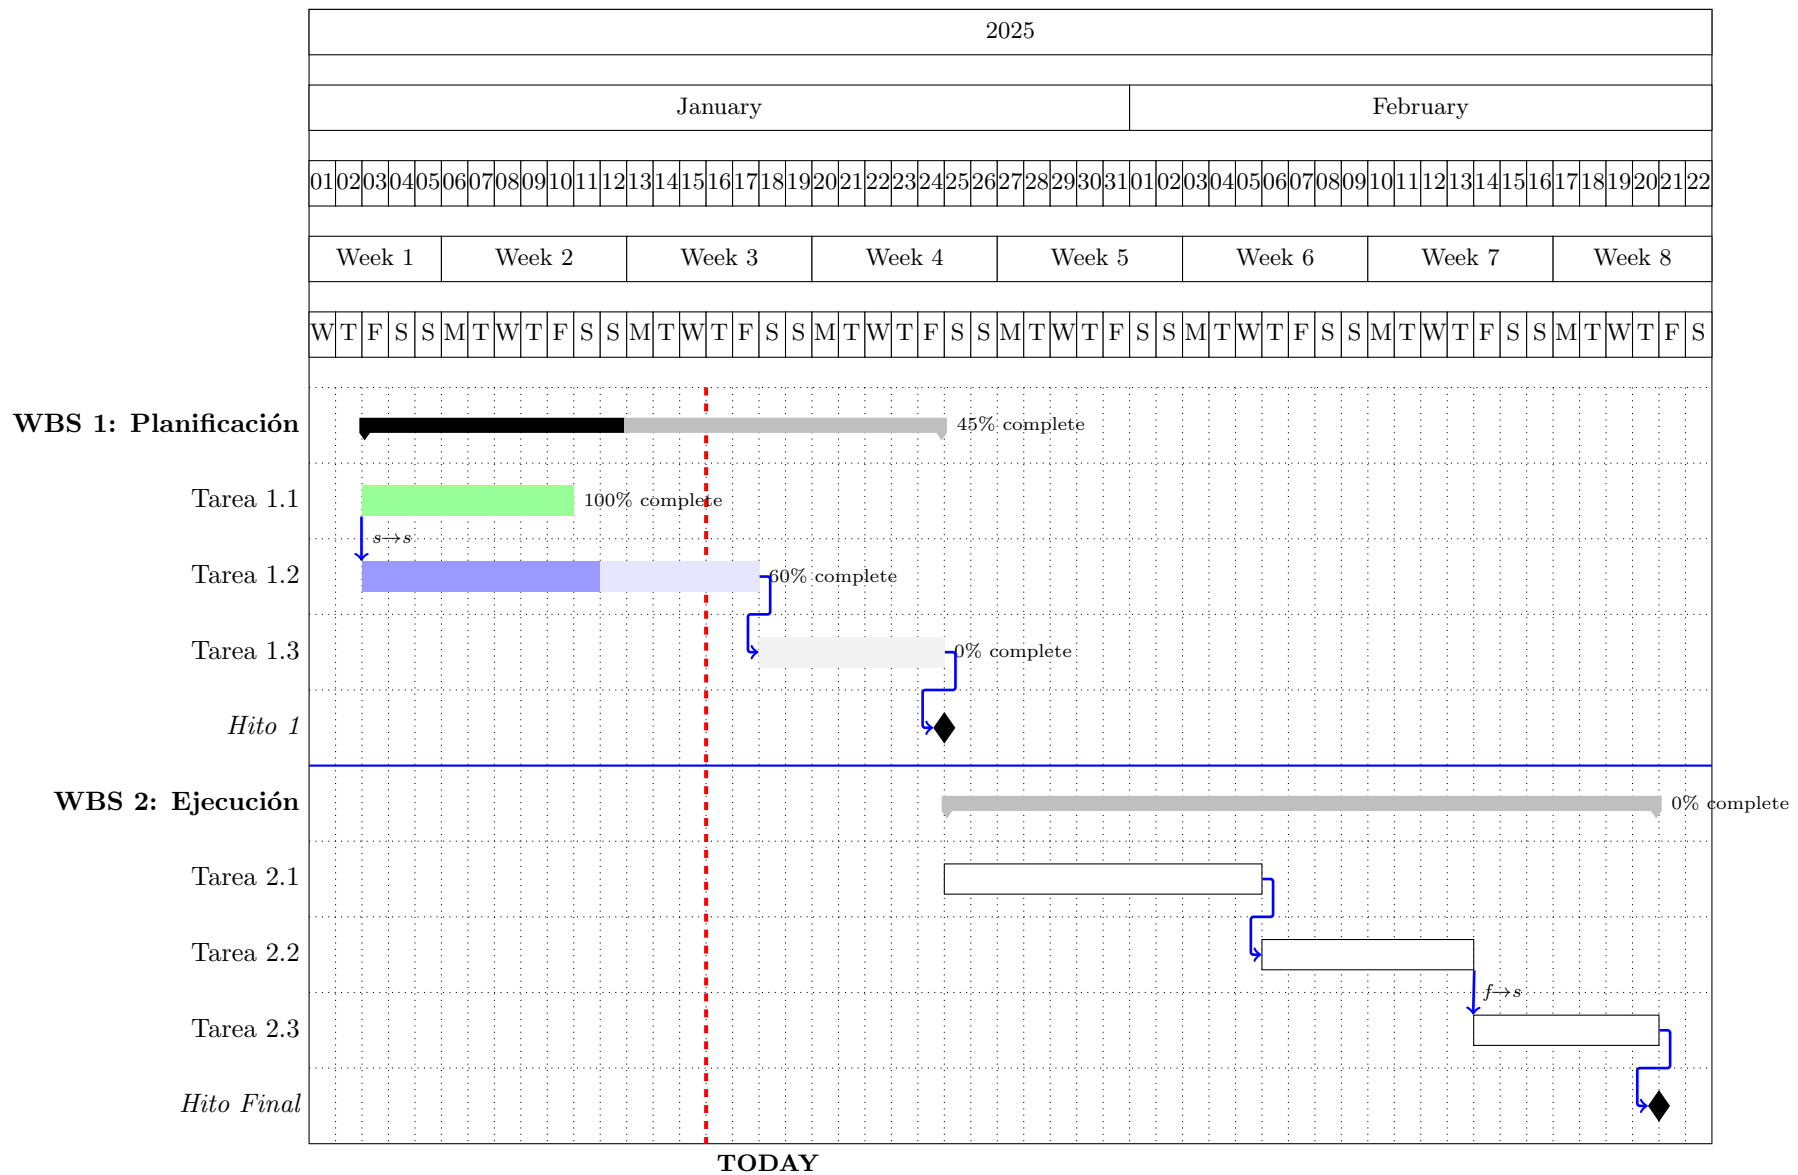 2025
January February
01 02 03 04 05 06 07 08 09 10 11 12 13 14 15 16 17 18 19 20 21 22 23 24 25 26 27 28 29 30 31 01 02 03 04 05 06 07 08 09 10 11 12 13 14 15 16 17 18 19 20 21 22
Week 1 Week 2 Week 3 Week 4 Week 5 Week 6 Week 7 Week 8
W T F S S M T W T F S S M T W T F S S M T W T F S S M T W T F S S M T W T F S S M T W T F S S M T W T F S
WBS 1: Planificación 45% complete
Tarea 1.1 100% complete
s→s
Tarea 1.2 60% complete
Tarea 1.3 0% complete
Hito 1
WBS 2: Ejecución 0% complete
Tarea 2.1
Tarea 2.2
f→s
Tarea 2.3
Hito Final
TODAY